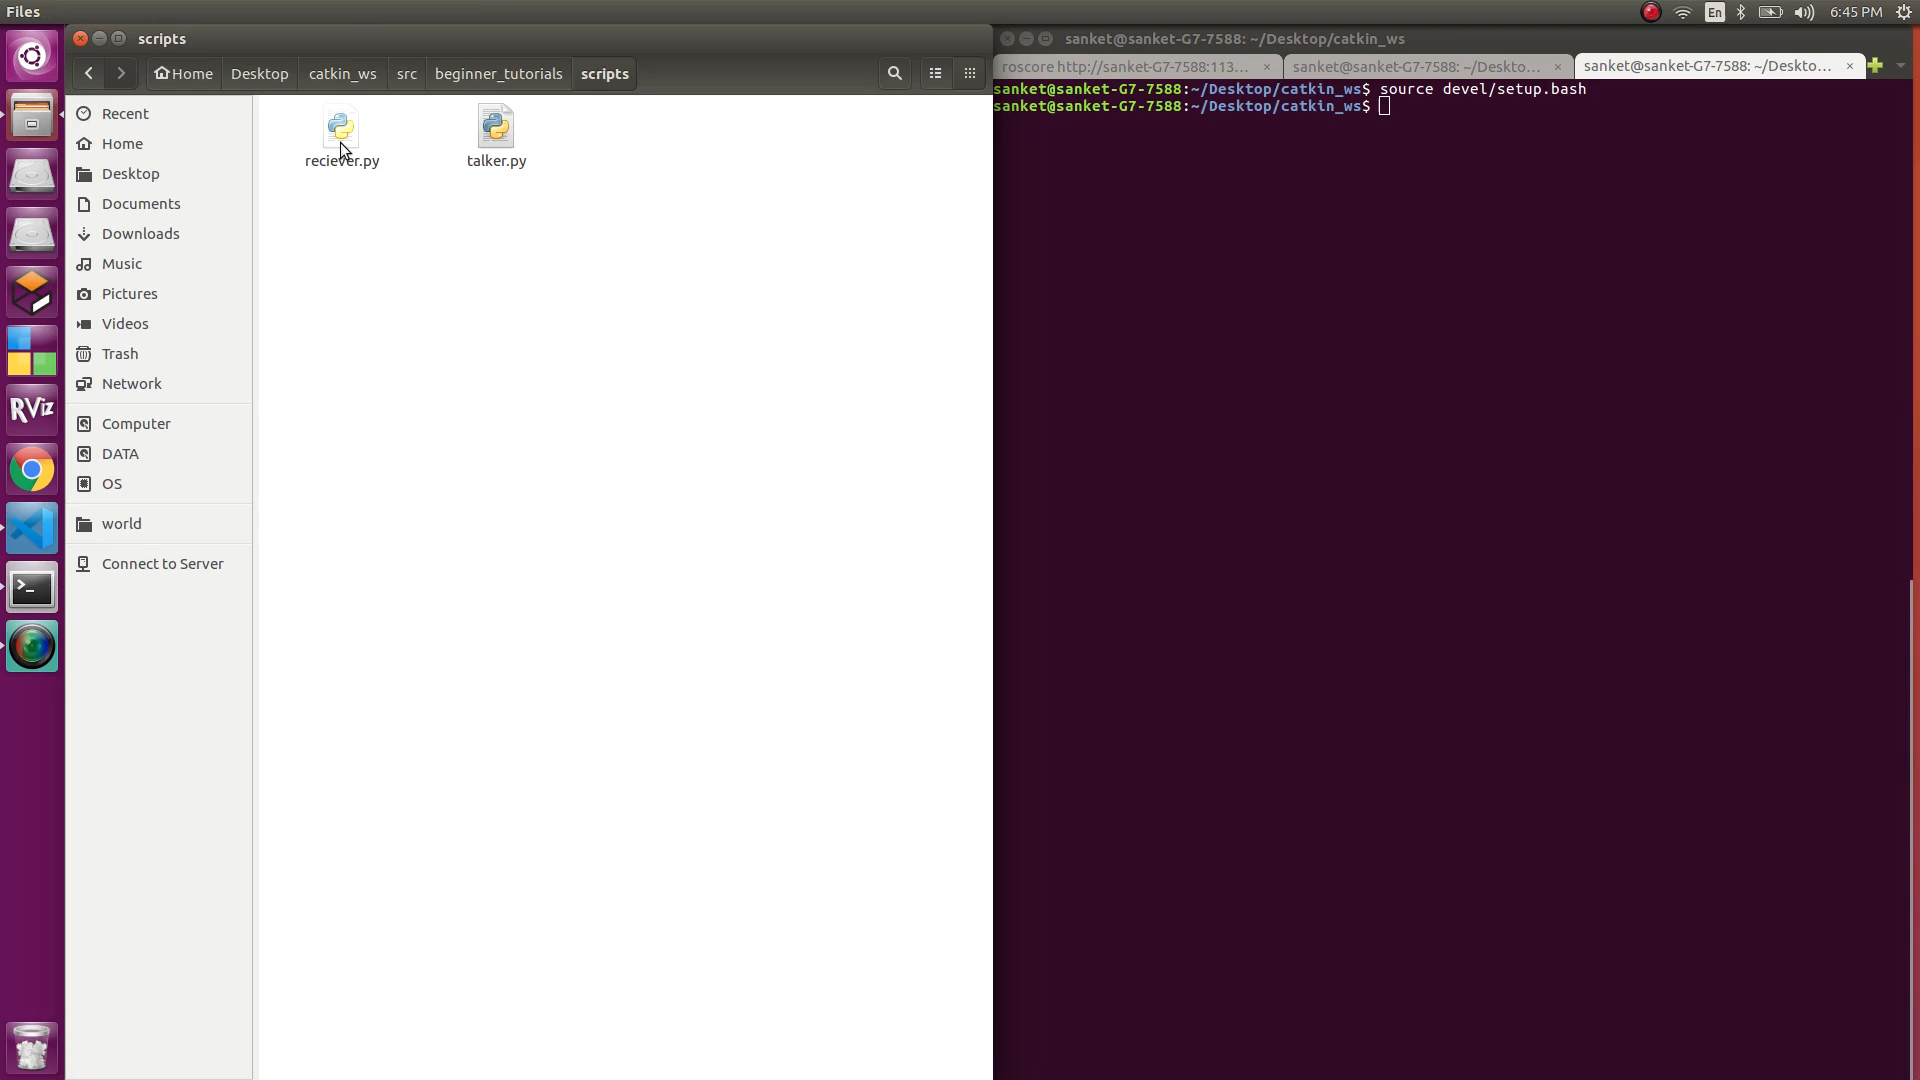 Files
En
6:45 PM
scripts
Home
Desktop
catkin_ws
src
beginner_tutorials
scripts
Recent
Home
Desktop
Documents
Downloads
Music
Pictures
Videos
Trash
Network
Computer
DATA
OS
world
Connect to Server
RViz
>_
reciever.py
talker.py
sanket@sanket-G7-7588: ~/Desktop/catkin_ws
roscore http://sanket-G7-7588:113...
sanket@sanket-G7-7588: ~/Deskto...
sanket@sanket-G7-7588: ~/Deskto...
sanket@sanket-G7-7588:~/Desktop/catkin_ws$ source devel/setup.bash
sanket@sanket-G7-7588:~/Desktop/catkin_ws$